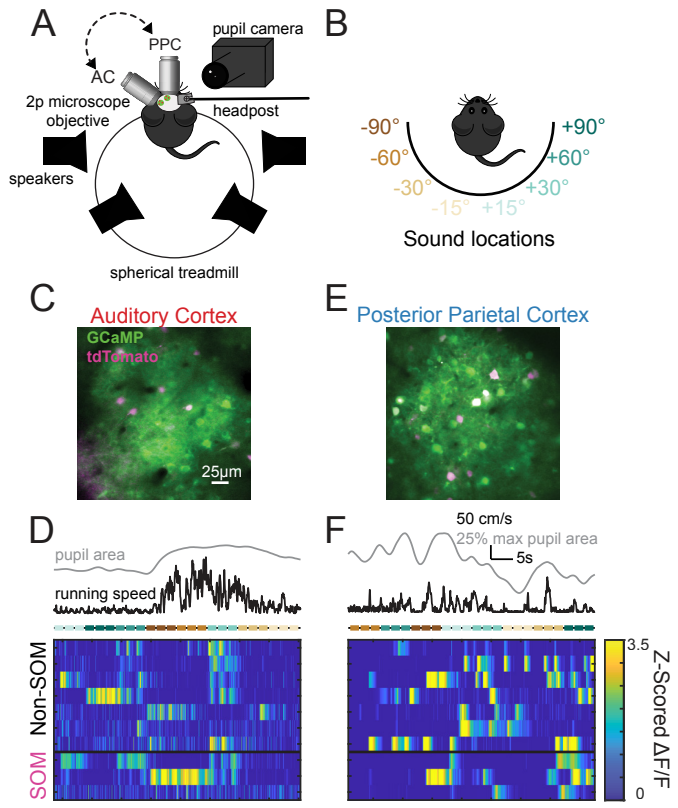 A
PPC
pupil camera
AC
2p microscope
objective
headpost
speakers
spherical treadmill
B
-90°
+90°
-60°
+60°
-30°
+30°
-15°
+15°
Sound locations
C
Auditory Cortex
GCaMP
tdTomato
25µm
E
Posterior Parietal Cortex
D
pupil area
running speed
Non-SOM
SOM
F
50 cm/s
25% max pupil area
5s
3.5
Z-Scored ΔF/F
0